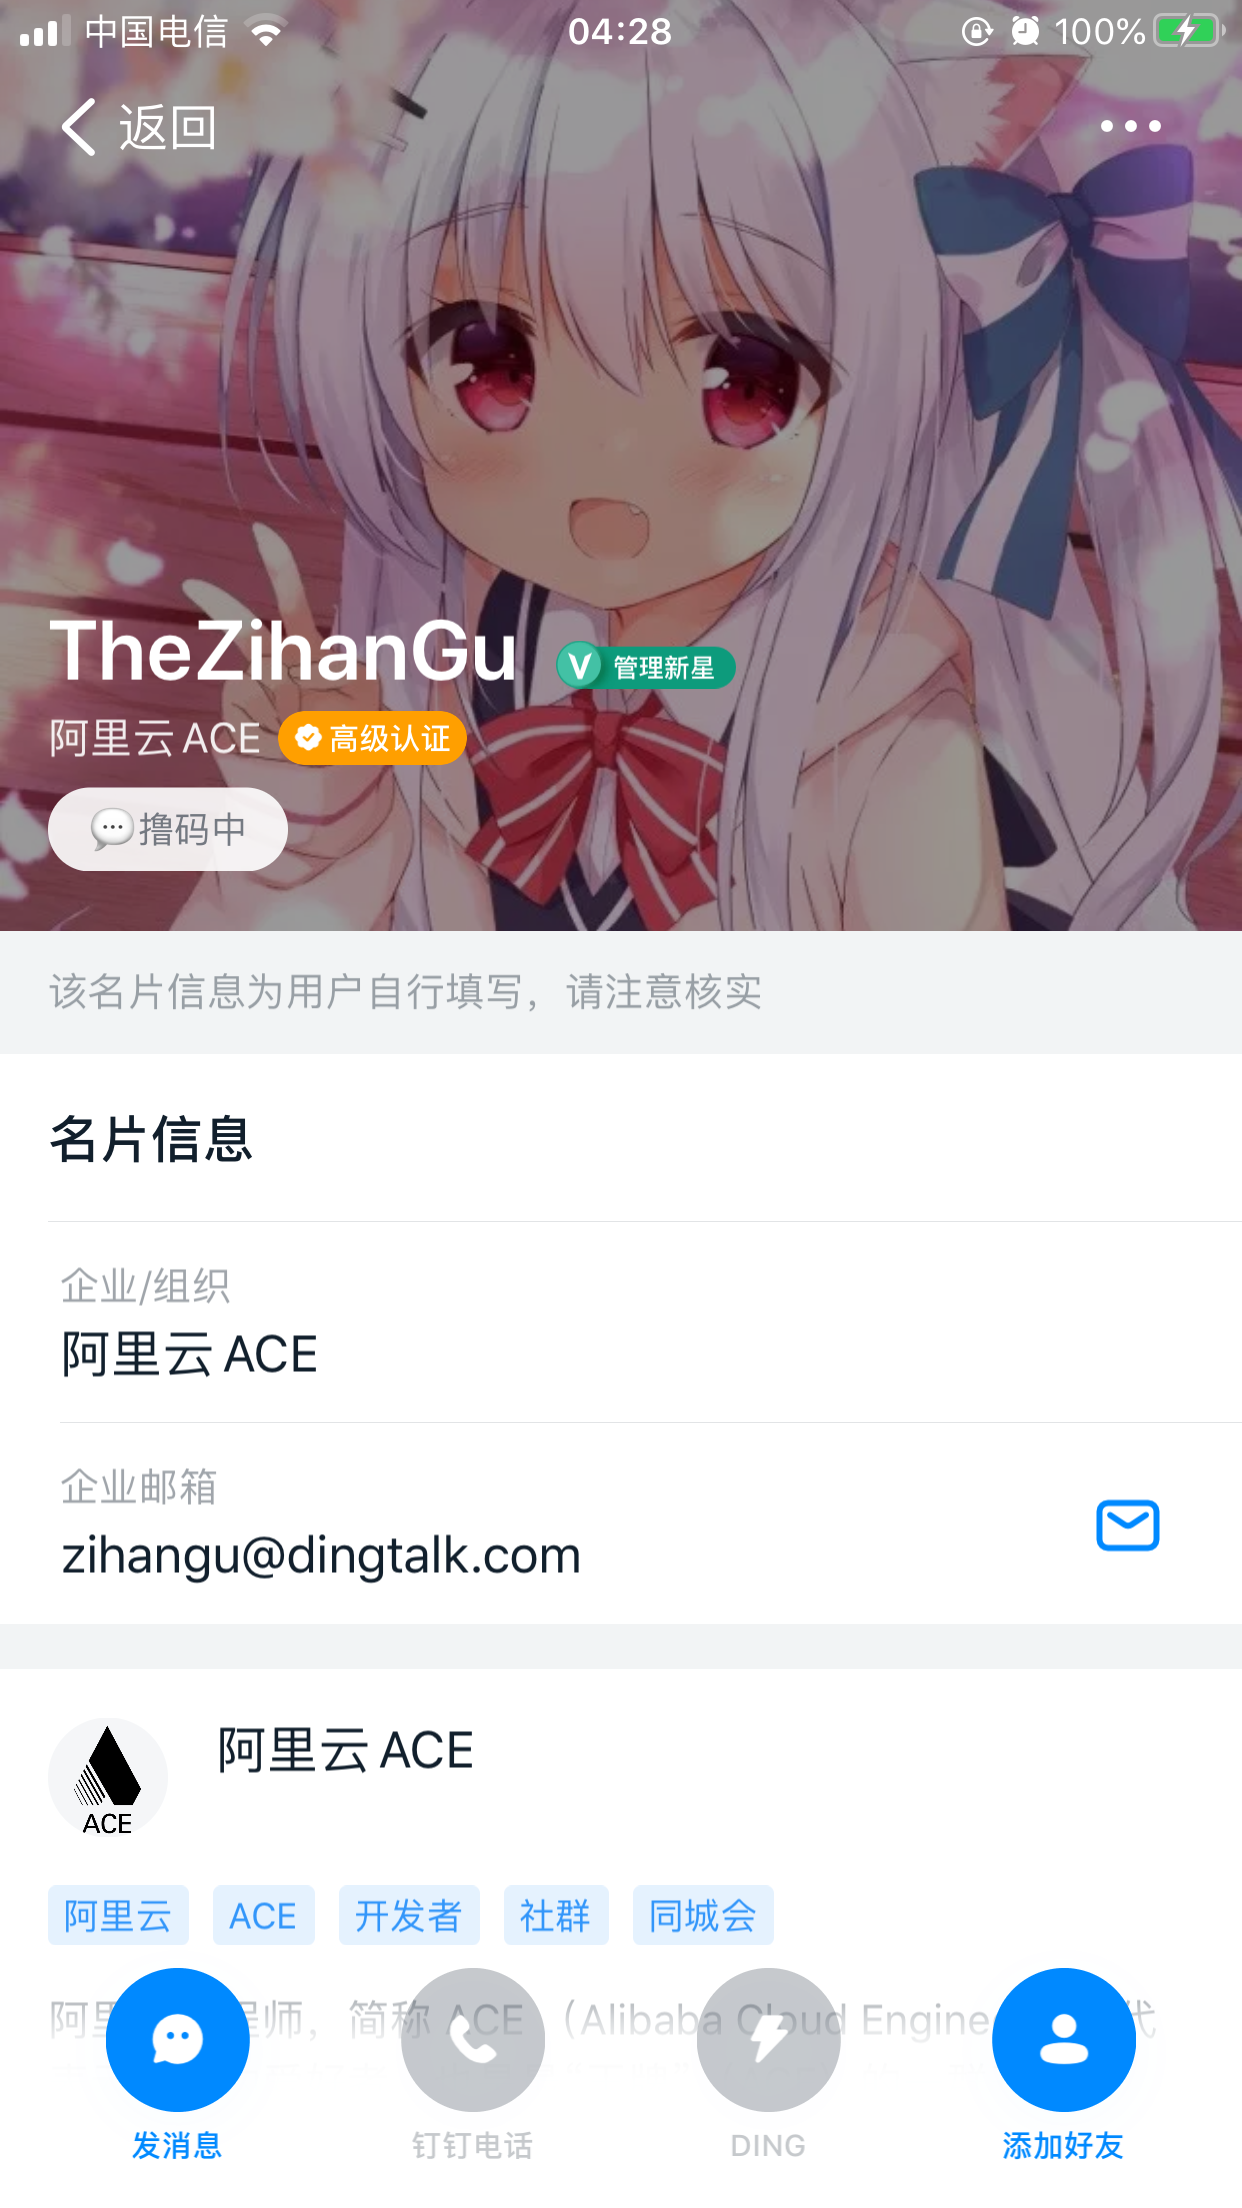 中国电信 04:28 100%
返回
TheZihanGu 管理新星
阿里云 ACE 高级认证
撸码中
该名片信息为用户自行填写，请注意核实
名片信息
企业/组织
阿里云 ACE
企业邮箱
zihangu@dingtalk.com
ACE
阿里云 ACE
阿里云 ACE 开发者 社群 同城会
程师，简称 ACE（Alibaba Cloud Engine 代
发消息 钉钉电话 DING 添加好友